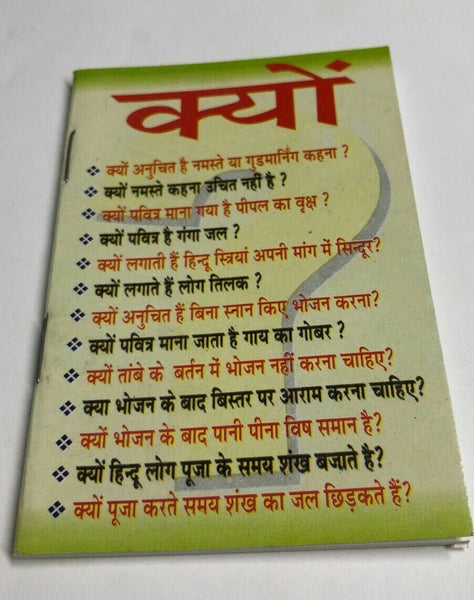 क्यों
क्यों अनुचित है नमस्ते या गुडमार्निंग कहना ?
क्यों नमस्ते कहना उचित नहीं है ?
क्यों पवित्र माना गया है पीपल का वृक्ष ?
क्यों पवित्र है गंगा जल ?
क्यों लगाती हैं हिन्दू स्त्रियां अपनी मांग में सिन्दूर?
क्यों लगाते हैं लोग तिलक ?
क्यों अनुचित हैं बिना स्नान किए भोजन करना?
क्यों पवित्र माना जाता है गाय का गोबर ?
क्यों तांबे के बर्तन में भोजन नहीं करना चाहिए?
क्या भोजन के बाद बिस्तर पर आराम करना चाहिए?
क्यों भोजन के बाद पानी पीना विष समान है?
क्यों हिन्दू लोग पूजा के समय शंख बजाते है?
क्यों पूजा करते समय शंख का जल छिड़कते हैं?